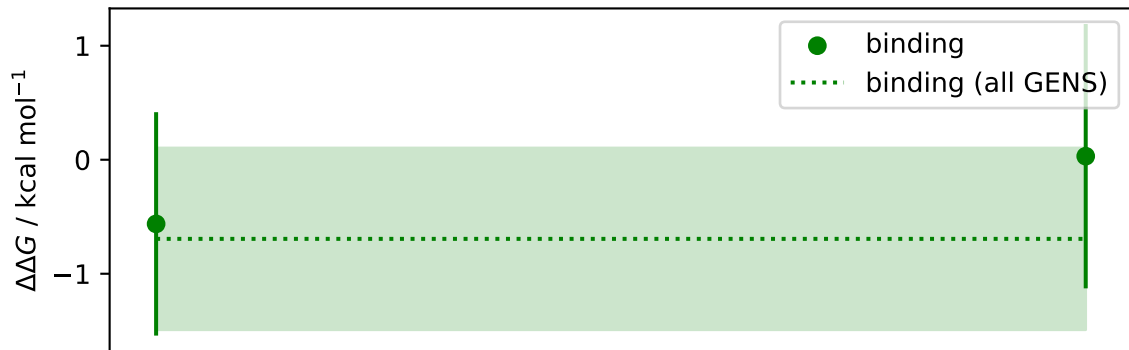 1
0
−1
ΔΔG / kcal mol⁻¹
binding
binding (all GENS)